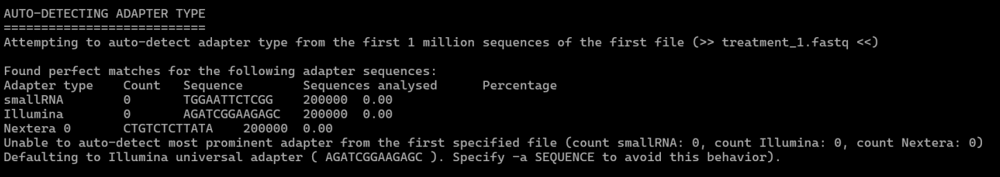 AUTO-DETECTING ADAPTER TYPE
===========================
Attempting to auto-detect adapter type from the first 1 million sequences of the first file (>> treatment_1.fastq <<)

Found perfect matches for the following adapter sequences:
Adapter type    Count   Sequence        Sequences analysed      Percentage
smallRNA        0       TGGAATTCTCGG    200000  0.00
Illumina        0       AGATCGGAAGAGC   200000  0.00
Nextera 0       CTGTCTCTTATA    200000  0.00
Unable to auto-detect most prominent adapter from the first specified file (count smallRNA: 0, count Illumina: 0, count Nextera: 0)
Defaulting to Illumina universal adapter ( AGATCGGAAGAGC ). Specify -a SEQUENCE to avoid this behavior).